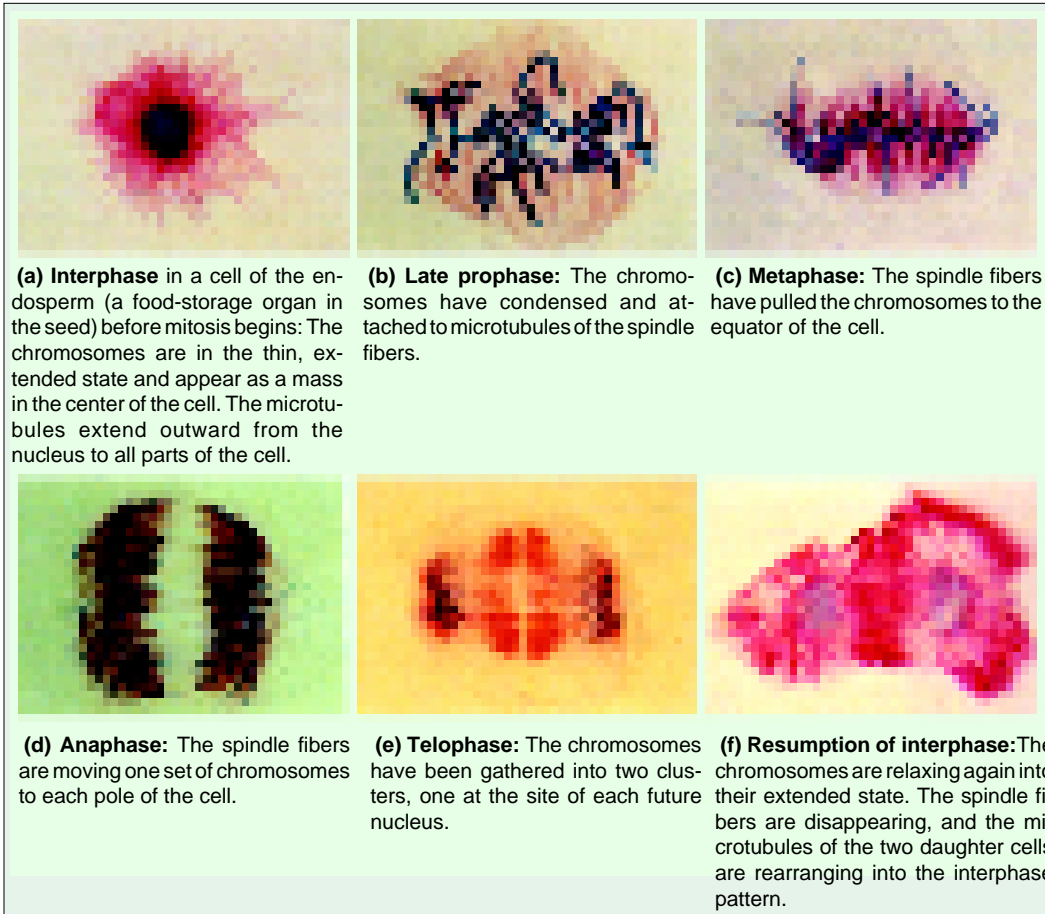 (a) Interphase in a cell of the en-
dosperm (a food-storage organ in
the seed) before mitosis begins: The
chromosomes are in the thin, ex-
tended state and appear as a mass
in the center of the cell. The microtu-
bules extend outward from the
nucleus to all parts of the cell.
(b) Late prophase: The chromo-
somes have condensed and at-
tached to microtubules of the spindle
fibers.
(c) Metaphase: The spindle fibers
have pulled the chromosomes to the
equator of the cell.
(d) Anaphase: The spindle fibers
are moving one set of chromosomes
to each pole of the cell.
(e) Telophase: The chromosomes
have been gathered into two clus-
ters, one at the site of each future
nucleus.
(f) Resumption of interphase:The
chromosomes are relaxing again into
their extended state. The spindle fi-
bers are disappearing, and the mi-
crotubules of the two daughter cells
are rearranging into the interphase
pattern.